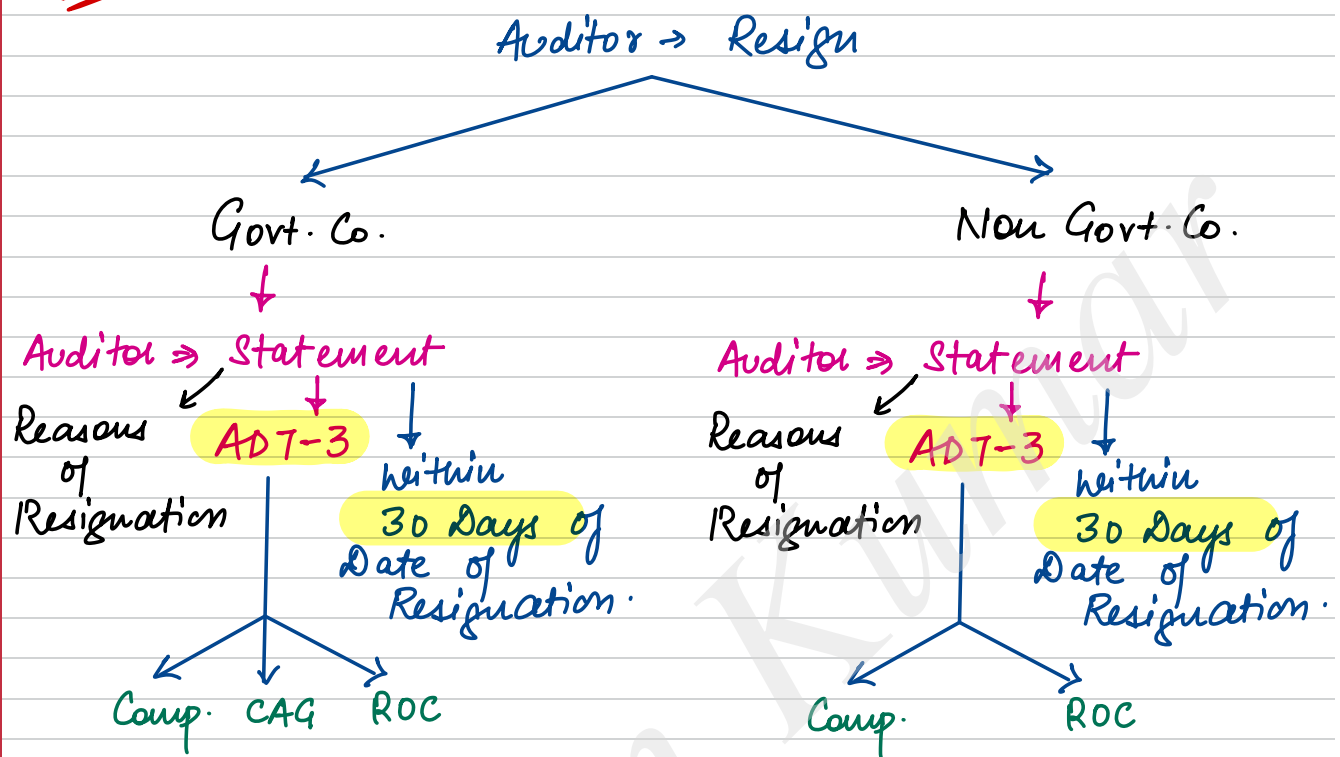 Auditor → Resign
Govt. Co.
Non Govt. Co.
Auditor ⇒ Statement
Reasons
of
Resignation
ADT-3
within
30 Days of
Date of
Resignation.
Comp. CAG ROC
Auditor ⇒ Statement
Reasons
of
Resignation
ADT-3
within
30 Days of
Date of
Resignation.
Comp. ROC
Kumar